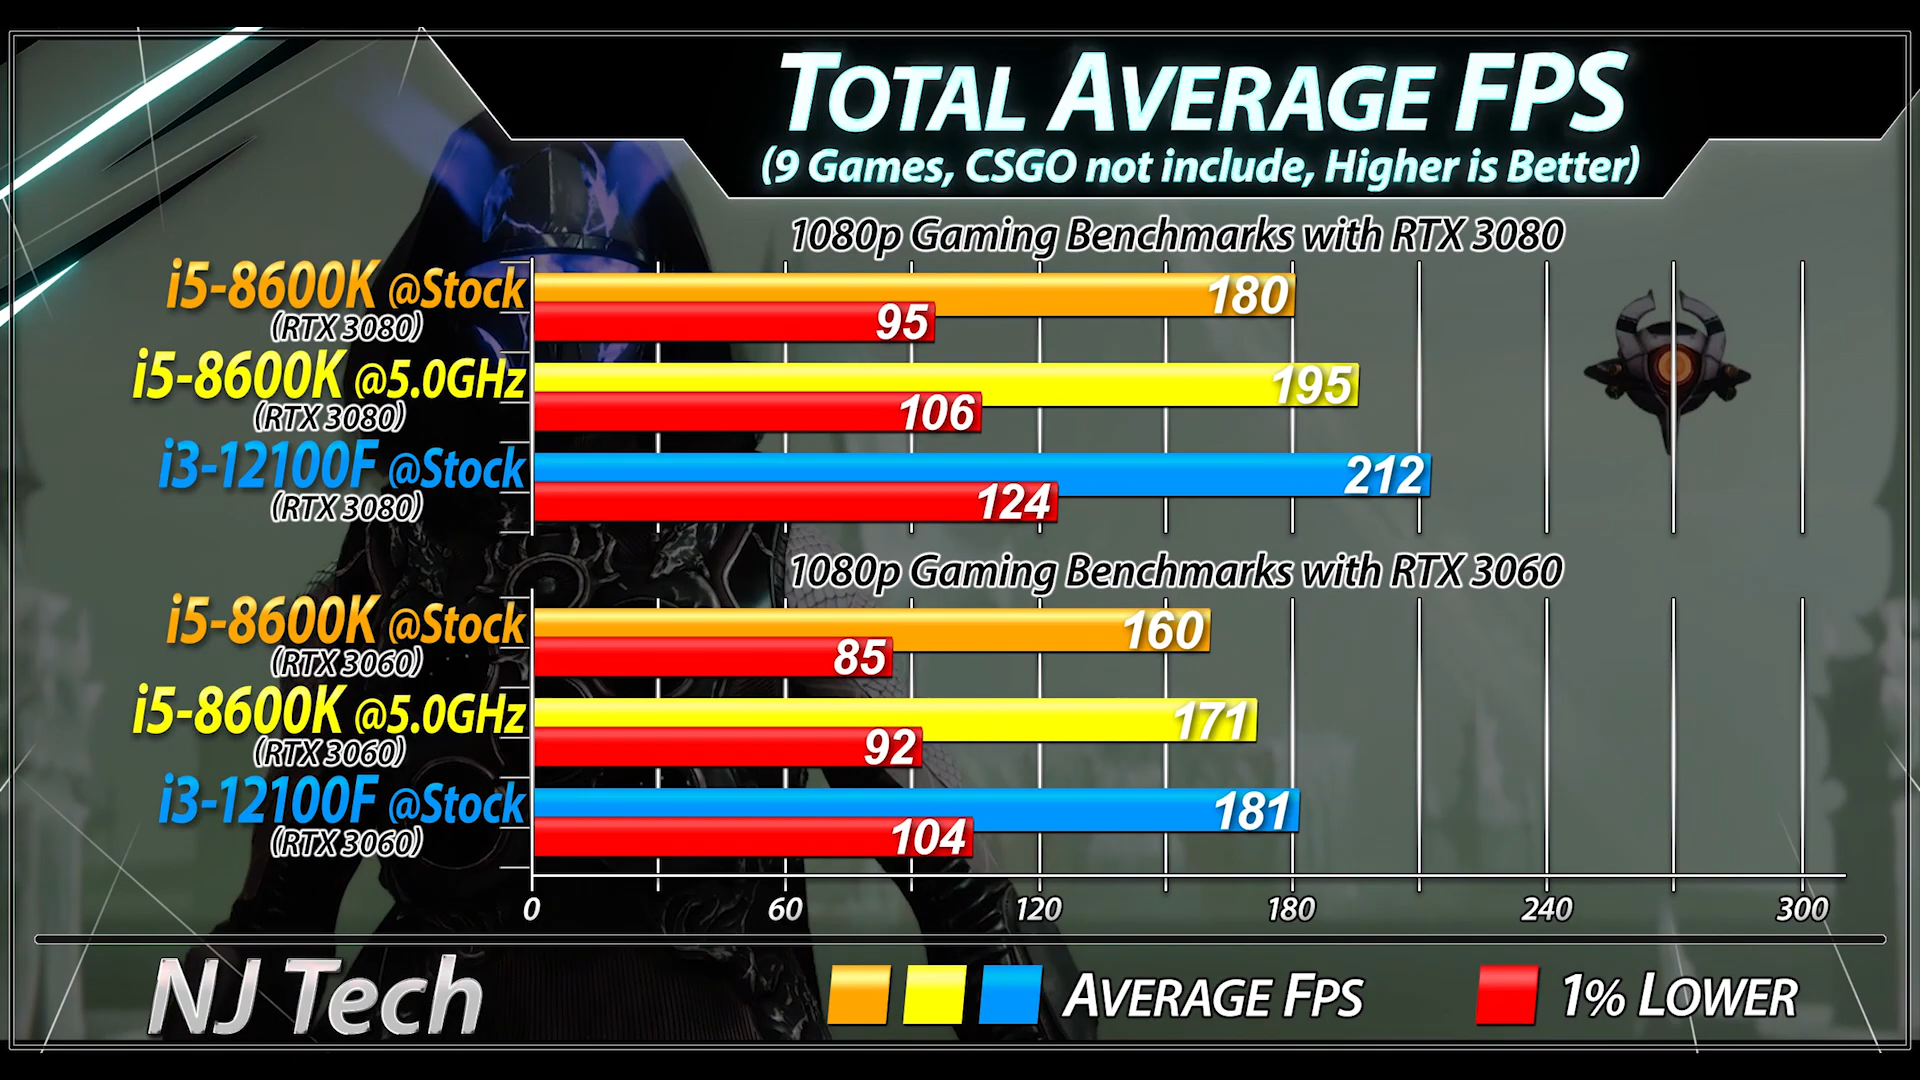 TOTAL AVERAGE FPS
(9 Games, CSGO not include, Higher is Better)
1080p Gaming Benchmarks with RTX 3080
i5-8600K @Stock
(RTX 3080)
180
95
i5-8600K @5.0GHz
(RTX 3080)
195
106
i3-12100F @Stock
(RTX 3080)
212
124
1080p Gaming Benchmarks with RTX 3060
i5-8600K @Stock
(RTX 3060)
160
85
i5-8600K @5.0GHz
(RTX 3060)
171
92
i3-12100F @Stock
(RTX 3060)
181
104
0 60 120 180 240 300
NJ Tech AVERAGE FPS 1% LOWER